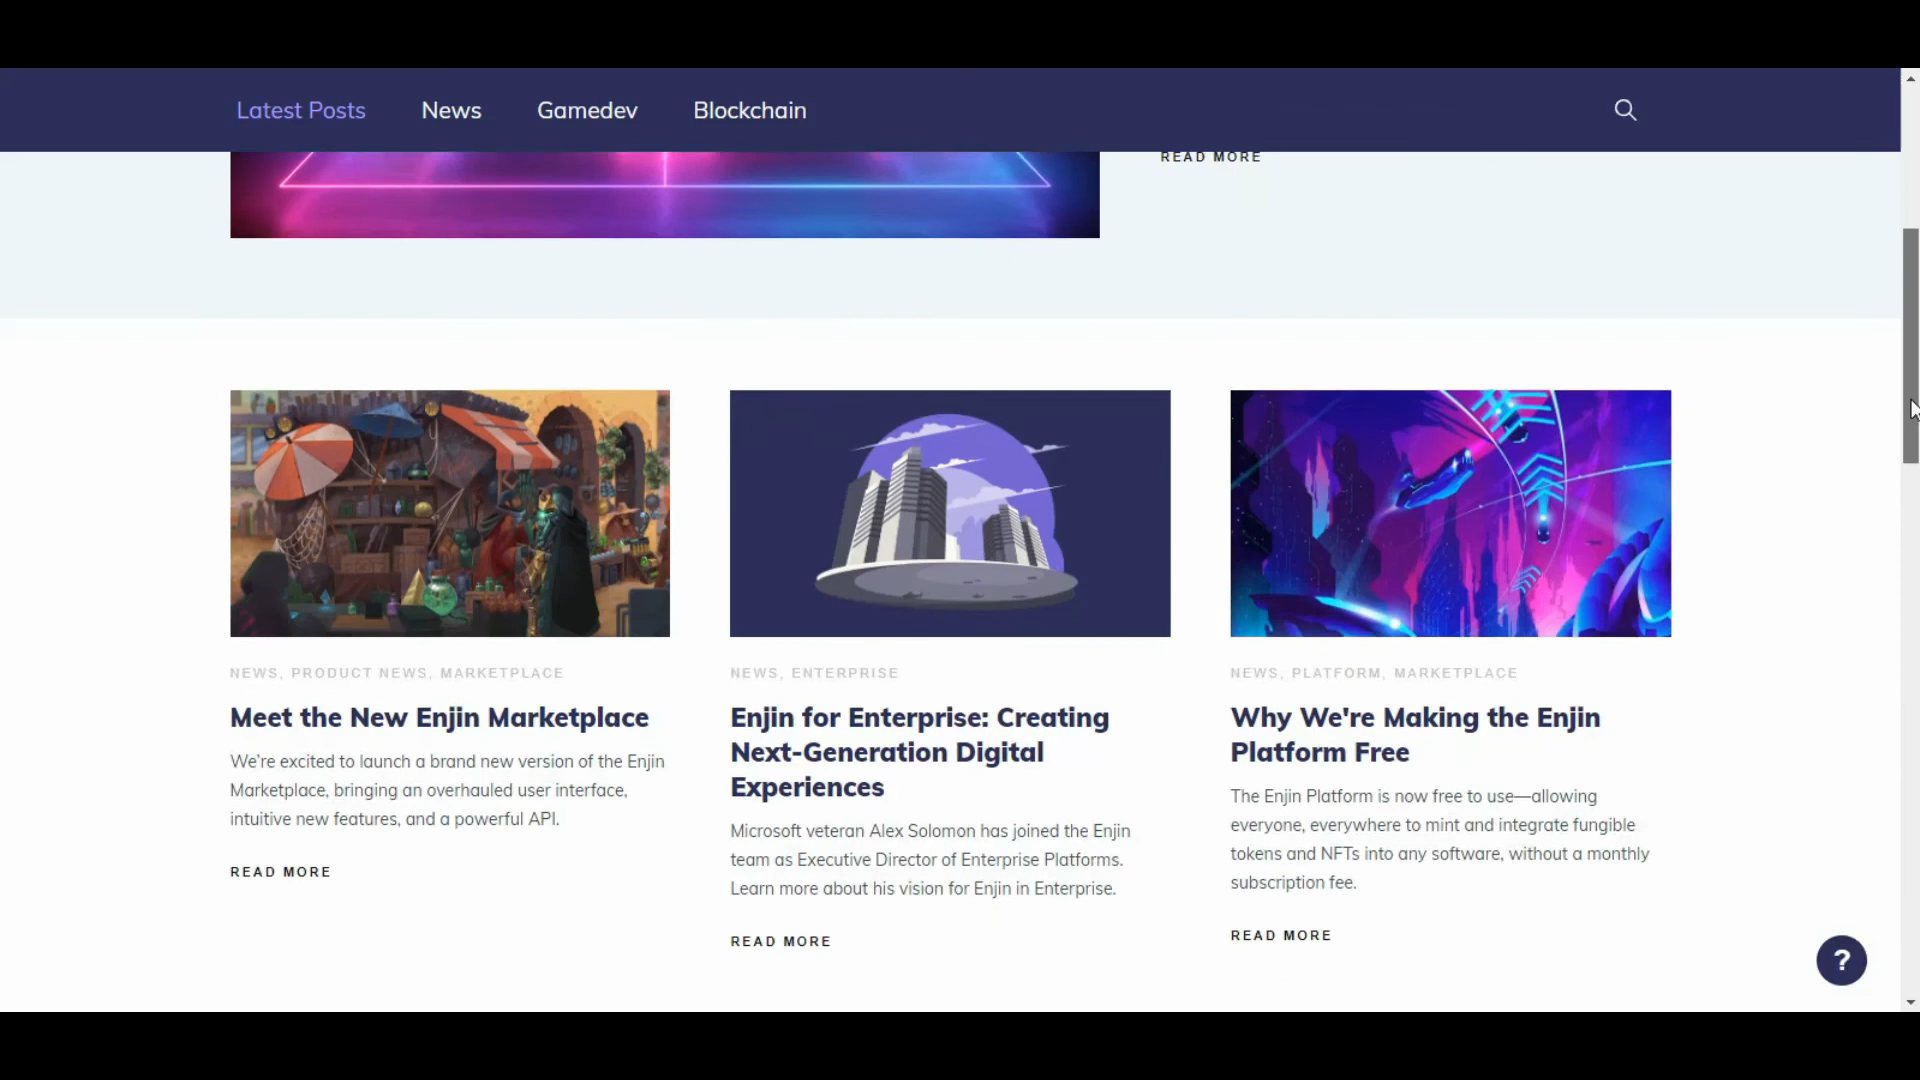 Latest Posts News Gamedev Blockchain
READ MORE
NEWS, PRODUCT NEWS, MARKETPLACE
Meet the New Enjin Marketplace
We're excited to launch a brand new version of the Enjin
Marketplace, bringing an overhauled user interface,
intuitive new features, and a powerful API.
READ MORE
NEWS, ENTERPRISE
Enjin for Enterprise: Creating
Next-Generation Digital
Experiences
Microsoft veteran Alex Solomon has joined the Enjin
team as Executive Director of Enterprise Platforms.
Learn more about his vision for Enjin in Enterprise.
READ MORE
NEWS, PLATFORM, MARKETPLACE
Why We're Making the Enjin
Platform Free
The Enjin Platform is now free to use—allowing
everyone, everywhere to mint and integrate fungible
tokens and NFTs into any software, without a monthly
subscription fee.
READ MORE
?